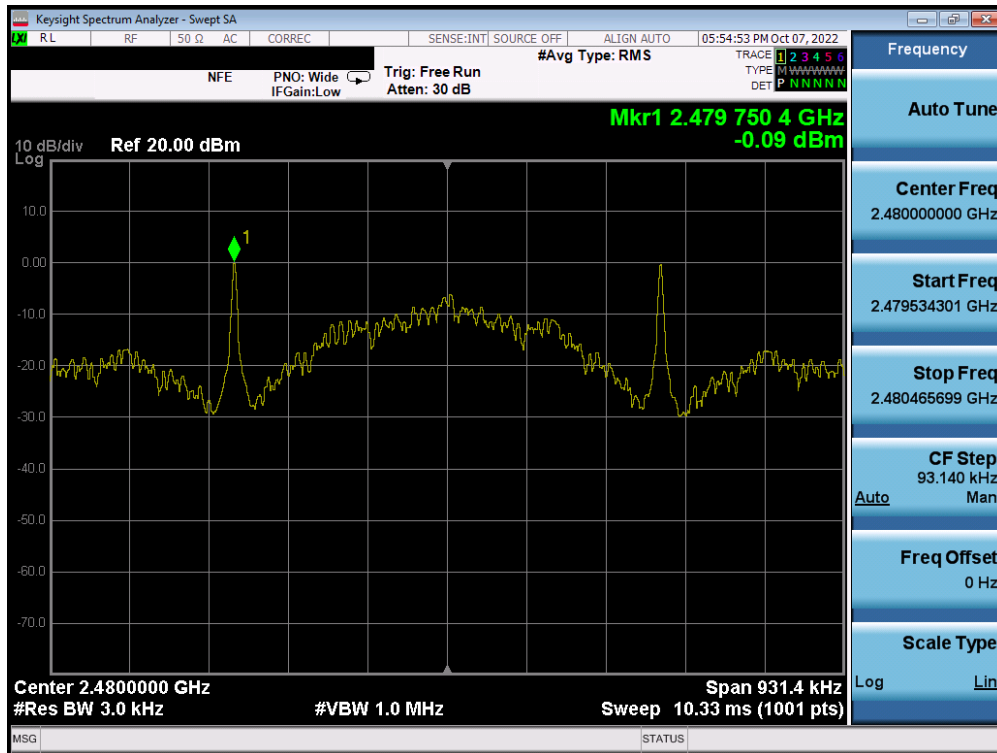 Keysight Spectrum Analyzer - Swept SA
LXI RL RF 50 Ω AC CORREC SENSE:INT SOURCE OFF ALIGN AUTO 05:54:53 PM Oct 07, 2022
#Avg Type: RMS
TRACE 1 2 3 4 5 6
NFE PNO: Wide Trig: Free Run TYPE M WWWWW
IFGain:Low Atten: 30 dB DET P N N N N N
Mkr1 2.479 750 4 GHz
-0.09 dBm
10 dB/div Ref 20.00 dBm
Log
10.0
1
0.00
-10.0
-20.0
-30.0
-40.0
-50.0
-60.0
-70.0
Center 2.4800000 GHz Span 931.4 kHz
#Res BW 3.0 kHz #VBW 1.0 MHz Sweep 10.33 ms (1001 pts)
MSG STATUS
Frequency
Auto Tune
Center Freq
2.480000000 GHz
Start Freq
2.479534301 GHz
Stop Freq
2.480465699 GHz
CF Step
93.140 kHz
Auto Man
Freq Offset
0 Hz
Scale Type
Log Lin